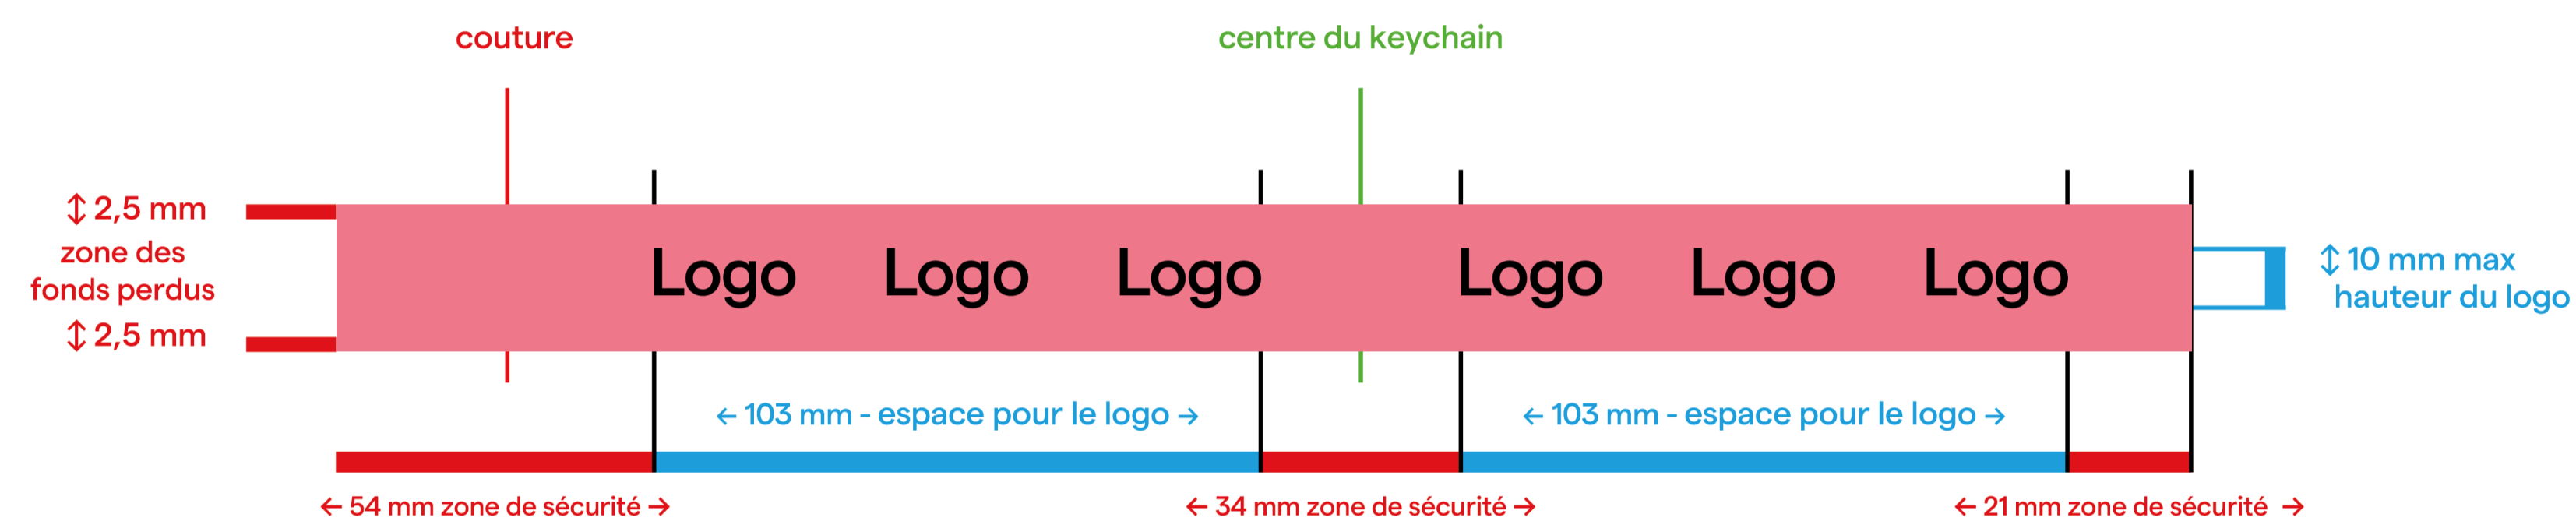 couture
centre du keychain
↕ 2,5 mm
zone des
fonds perdus
↕ 2,5 mm
Logo Logo Logo Logo Logo Logo
↕ 10 mm max
hauteur du logo
← 103 mm - espace pour le logo →
← 103 mm - espace pour le logo →
← 54 mm zone de sécurité →
← 34 mm zone de sécurité →
← 21 mm zone de sécurité →